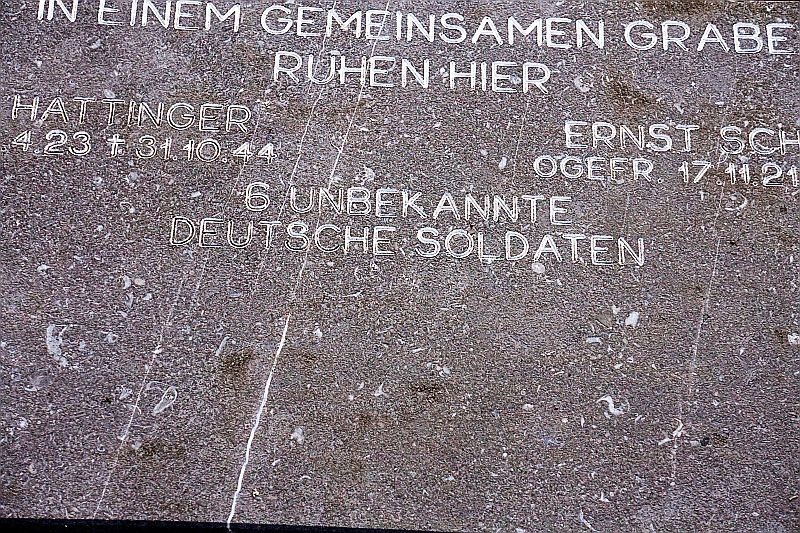 IN EINEM GEMEINSAMEN GRABE
RUHEN HIER
HATTINGER
4.23 † 31.10.44
ERNST SCH
OGEFR. 17.11.21
6 UNBEKANNTE
DEUTSCHE SOLDATEN